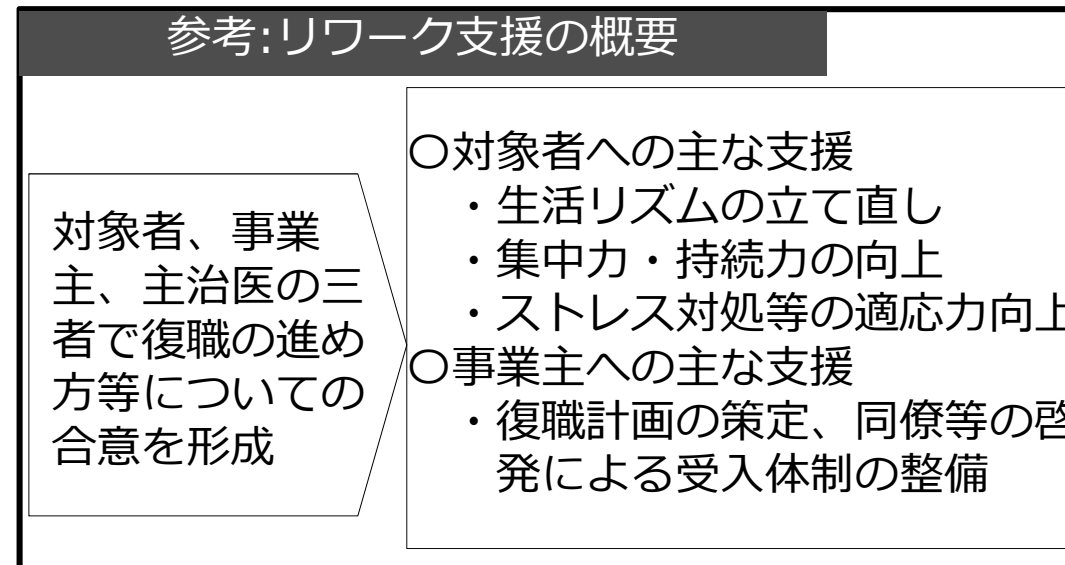 参考:リワーク支援の概要
対象者、事業
主、主治医の三
者で復職の進め
方等についての
合意を形成
〇対象者への主な支援
・生活リズムの立て直し
・集中力・持続力の向上
・ストレス対処等の適応力向上
〇事業主への主な支援
・復職計画の策定、同僚等の啓
発による受入体制の整備